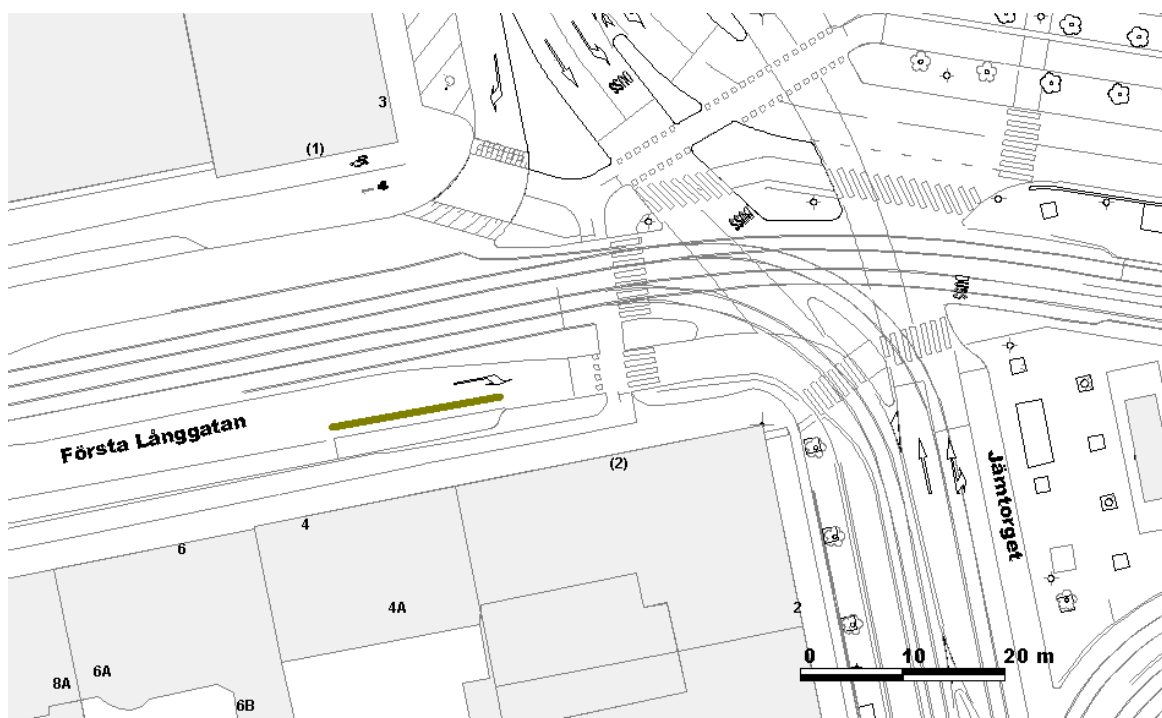 3
(1)
Första Långgatan
(2)
4
6
4A
2
6A
8A
6B
Järntorget
0 10 20 m